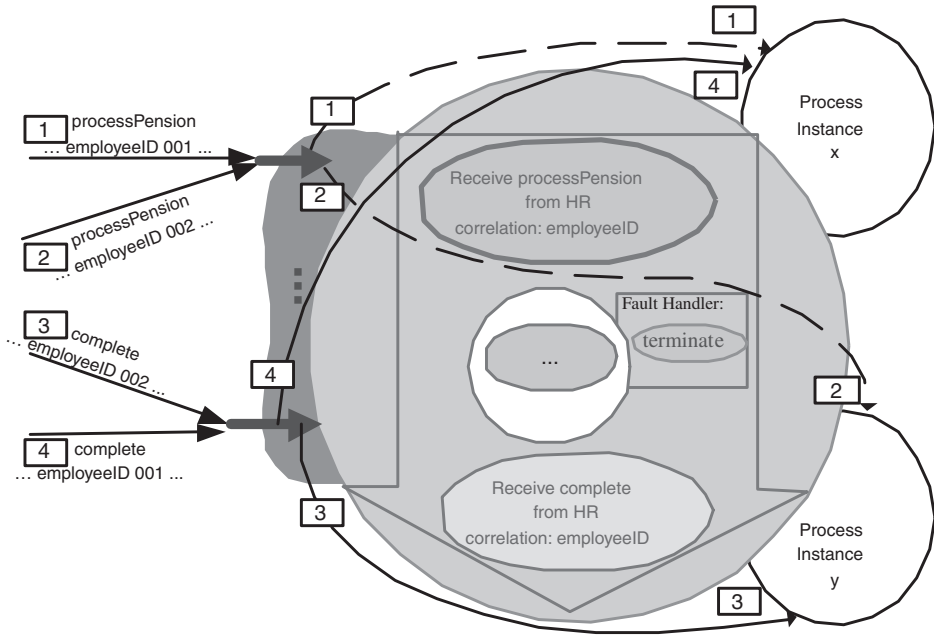 1
4
1
1 processPension
... employeeID 001 ...
2
2 processPension
... employeeID 002 ...
Process
Instance
x
Receive processPension
from HR
correlation: employeeID
Fault Handler:
terminate
...
3 complete
... employeeID 002 ...
4
2
4 complete
... employeeID 001 ...
3
Receive complete
from HR
correlation: employeeID
Process
Instance
y
3